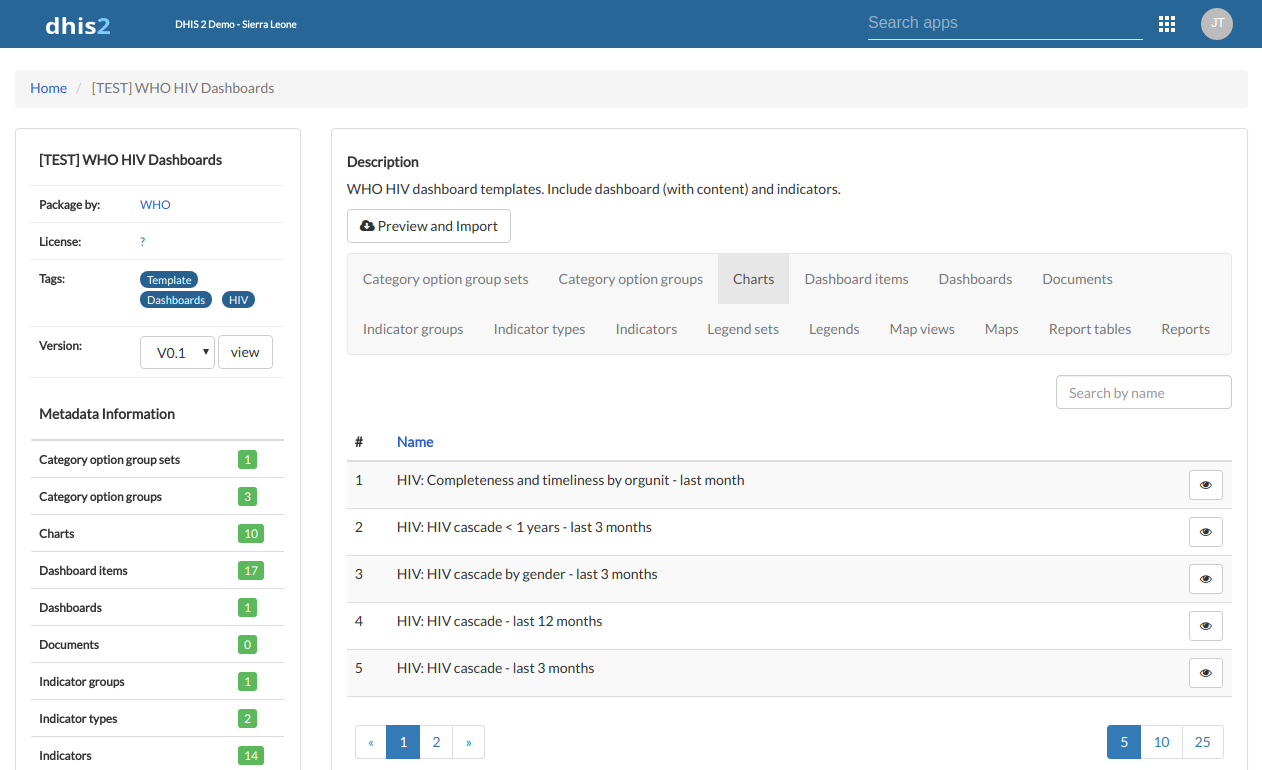 dhis2
DHIS 2 Demo - Sierra Leone
Search apps
JT
Home / [TEST] WHO HIV Dashboards
[TEST] WHO HIV Dashboards
Package by: WHO
License: ?
Tags: Template
Dashboards HIV
Version: V0.1 view
Metadata Information
Category option group sets 1
Category option groups 3
Charts 10
Dashboard items 17
Dashboards 1
Documents 0
Indicator groups 1
Indicator types 2
Indicators 14
Description
WHO HIV dashboard templates. Include dashboard (with content) and indicators.
Preview and Import
Category option group sets Category option groups Charts Dashboard items Dashboards Documents
Indicator groups Indicator types Indicators Legend sets Legends Map views Maps Report tables Reports
Search by name
# Name
1 HIV: Completeness and timeliness by orgunit - last month
2 HIV: HIV cascade < 1 years - last 3 months
3 HIV: HIV cascade by gender - last 3 months
4 HIV: HIV cascade - last 12 months
5 HIV: HIV cascade - last 3 months
« 1 2 » 5 10 25